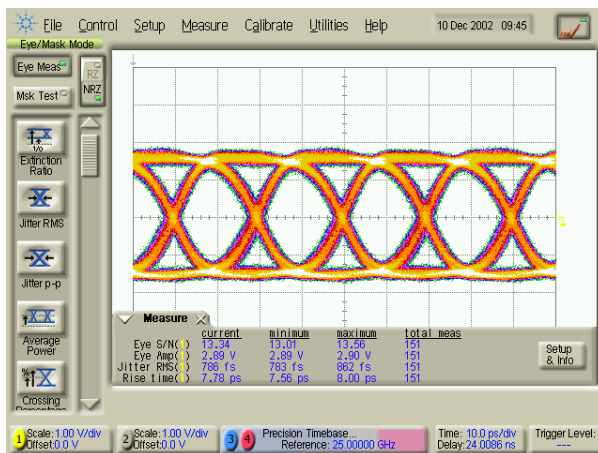 File Control Setup Measure Calibrate Utilities Help 10 Dec 2002 09:45
Eye/Mask Mode
Eye Meas
RZ
Msk Test
NRZ
1/0
Extinction
Ratio
Jitter RMS
Jitter p-p
Average
Power
%
Crossing
Percentage
Measure
current minimum maximum total meas
Eye S/N( ) 13.34 13.01 13.56 151
Eye Amp( ) 2.89 V 2.89 V 2.90 V 151
Jitter RMS( ) 786 fs 783 fs 862 fs 151
Rise time( ) 7.78 ps 7.56 ps 8.00 ps 151
Setup
& Info
1 Scale:1.00 V/div
Offset:0.0 V
2 Scale:1.00 V/div
Offset:0.0 V
3 4 Precision Timebase...
Reference: 25.00000 GHz
Time: 10.0 ps/div
Delay:24.0086 ns
Trigger Level:
---